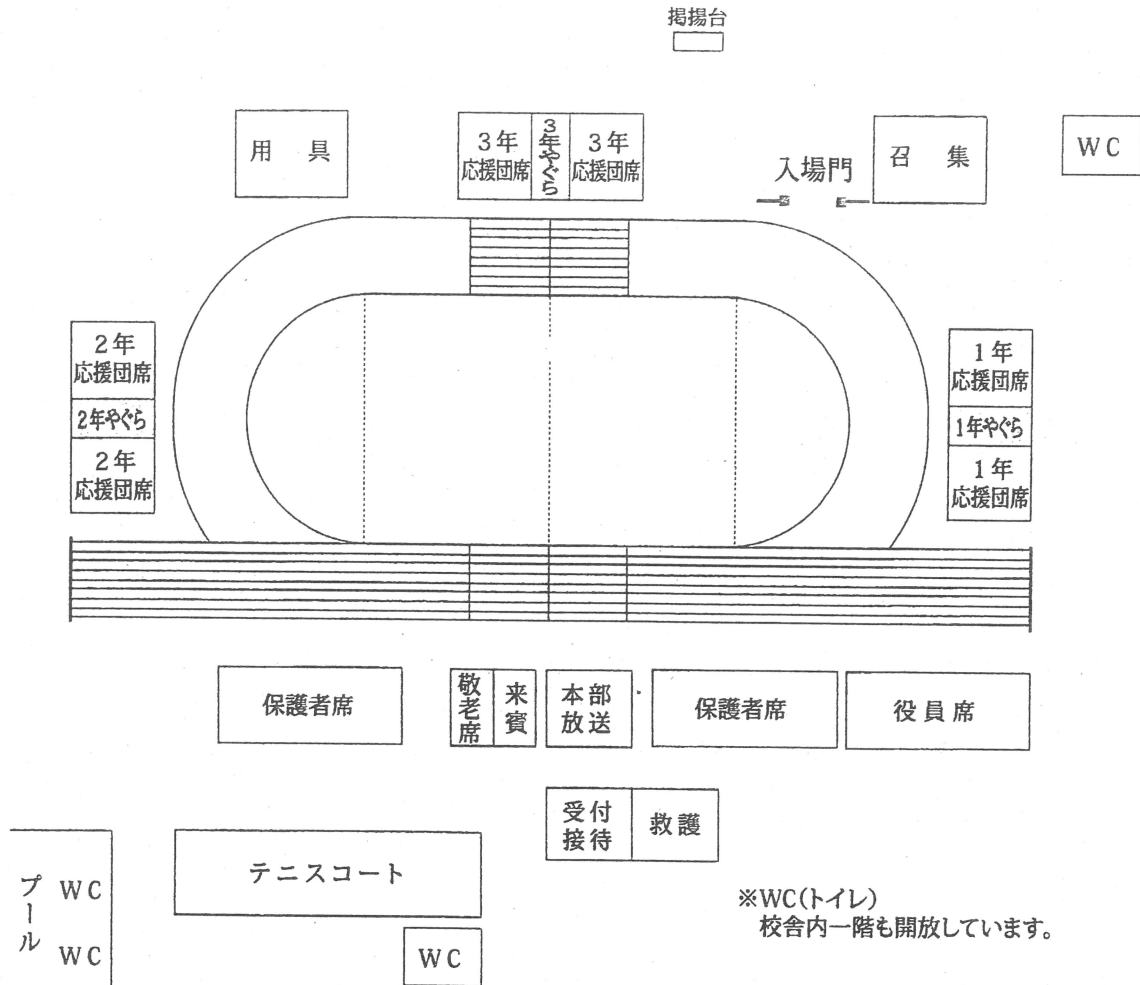 掲揚台
用 具
3年
応援団席
3年やぐら
3年
応援団席
入場門
召 集
WC
2年
応援団席
2年やぐら
2年
応援団席
1年
応援団席
1年やぐら
1年
応援団席
保護者席
敬老席
来賓
本部
放送
保護者席
役員席
受付
接待
救護
プール
WC
WC
テニスコート
WC
※WC(トイレ)
校舎内一階も開放しています。